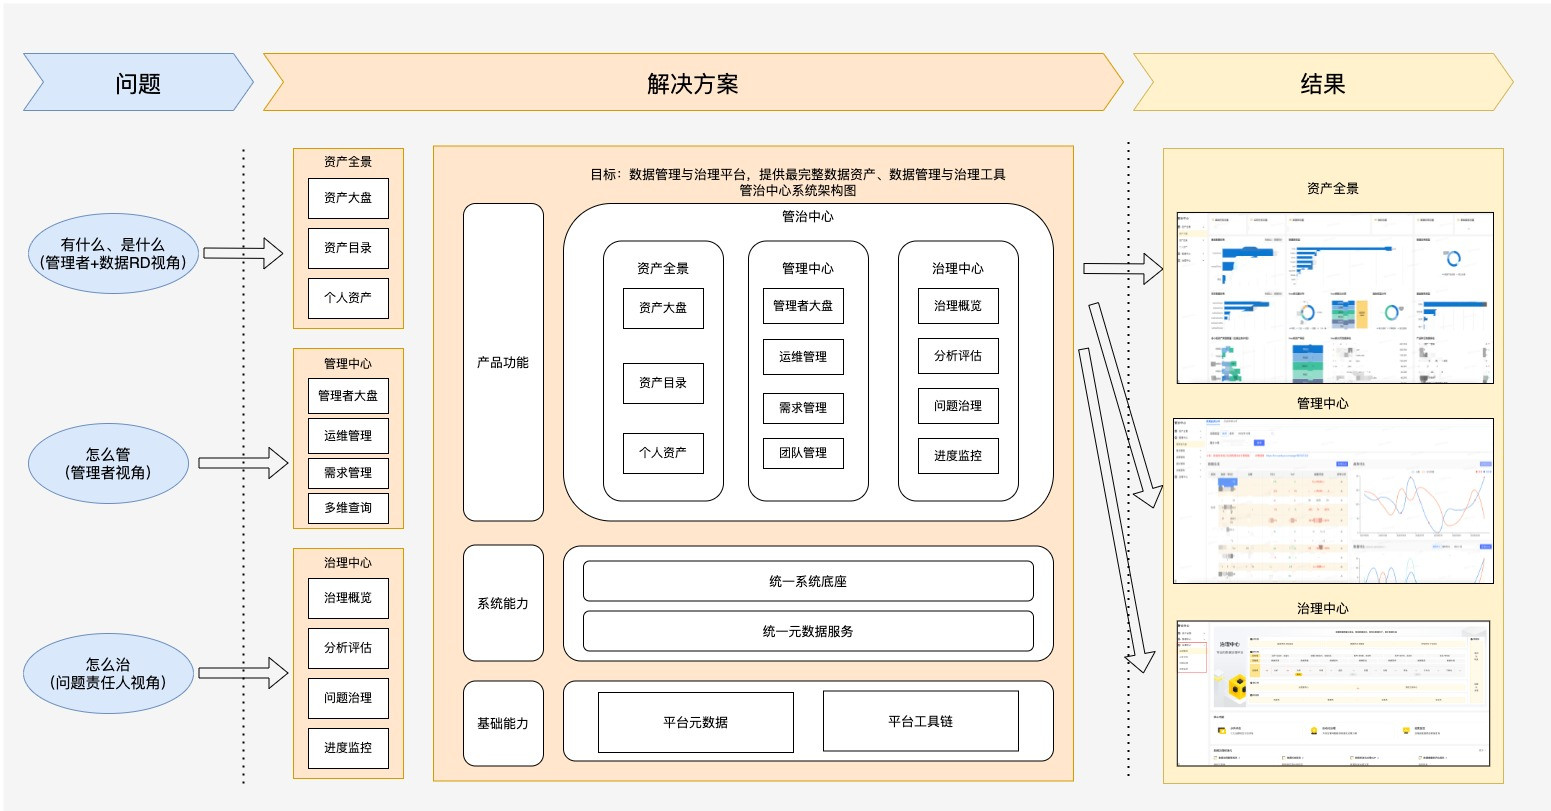 问题
解决方案
结果
有什么、是什么
(管理者+数据RD视角)
怎么管
(管理者视角)
怎么治
(问题责任人视角)
资产全景
资产大盘
资产目录
个人资产
管理中心
管理者大盘
运维管理
需求管理
多维查询
治理中心
治理概览
分析评估
问题治理
进度监控
目标：数据管理与治理平台，提供最完整数据资产、数据管理与治理工具
管治中心系统架构图
产品功能
管治中心
资产全景
资产大盘
资产目录
个人资产
管理中心
管理者大盘
运维管理
需求管理
团队管理
治理中心
治理概览
分析评估
问题治理
进度监控
系统能力
统一系统底座
统一元数据服务
基础能力
平台元数据
平台工具链
资产全景
管理中心
治理中心
治理中心